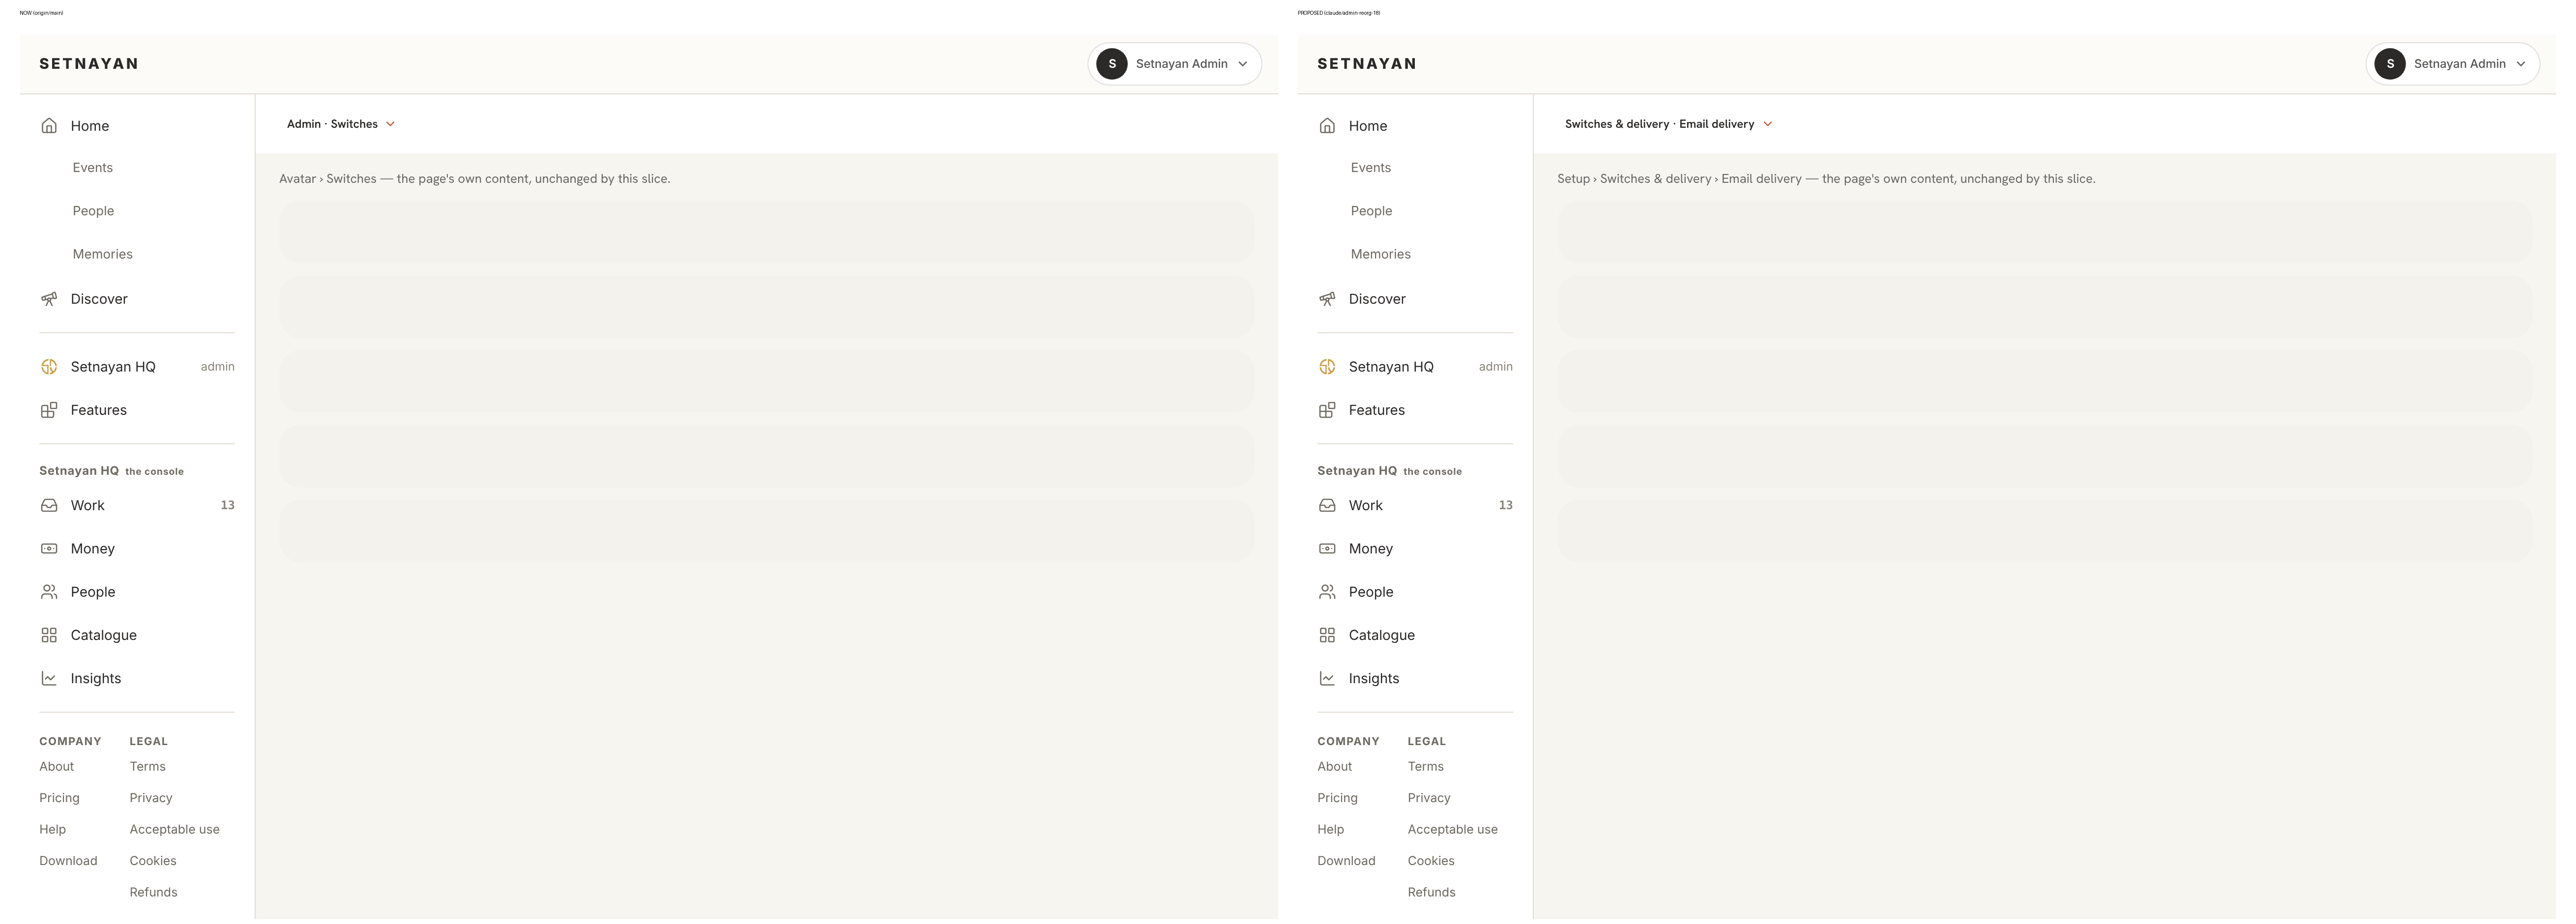 NOW (origin/main)
SETNAYAN
S Setnayan Admin
Home
Events
People
Memories
Discover
Setnayan HQ admin
Features
Setnayan HQ the console
Work 13
Money
People
Catalogue
Insights
COMPANY LEGAL
About Terms
Pricing Privacy
Help Acceptable use
Download Cookies
Refunds
Admin · Switches
Avatar › Switches — the page's own content, unchanged by this slice.
PROPOSED (claude/admin-reorg-18)
SETNAYAN
S Setnayan Admin
Home
Events
People
Memories
Discover
Setnayan HQ admin
Features
Setnayan HQ the console
Work 13
Money
People
Catalogue
Insights
COMPANY LEGAL
About Terms
Pricing Privacy
Help Acceptable use
Download Cookies
Refunds
Switches & delivery · Email delivery
Setup › Switches & delivery › Email delivery — the page's own content, unchanged by this slice.